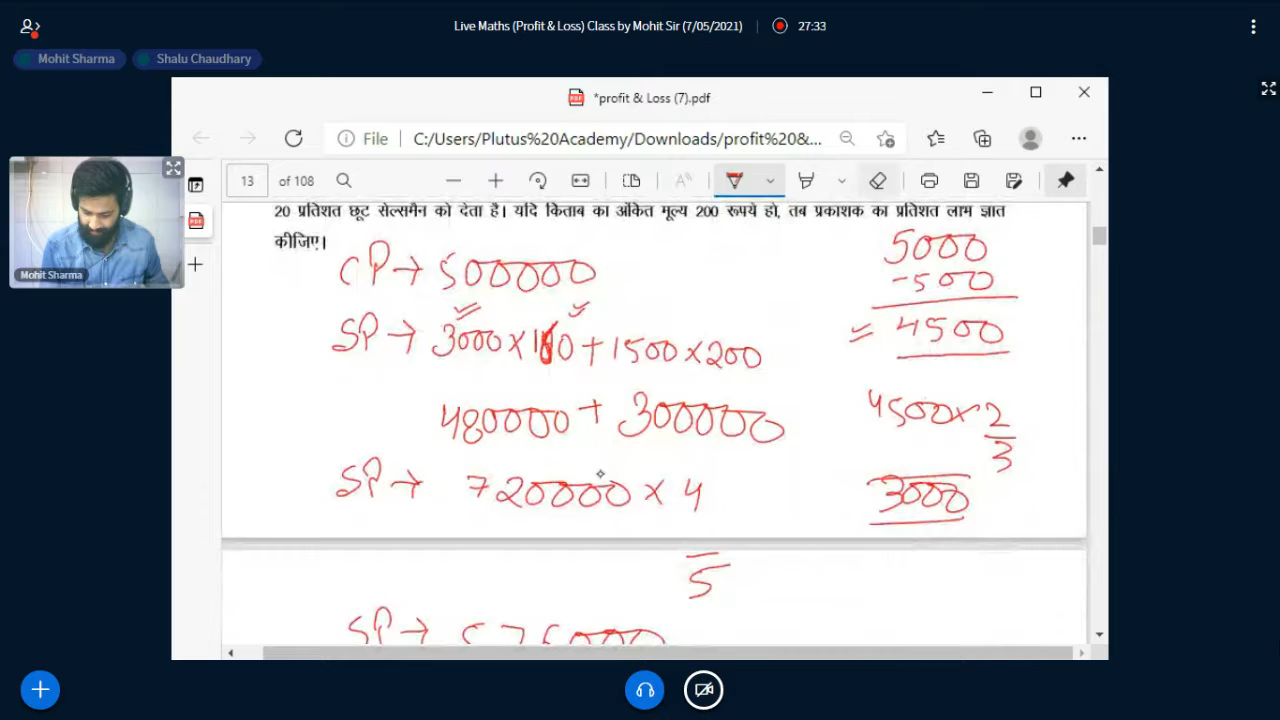 Live Maths (Profit & Loss) Class by Mohit Sir (7/05/2021)
27:33
Mohit Sharma
Shalu Chaudhary
*profit & Loss (7).pdf
File
C:/Users/Plutus%20Academy/Downloads/profit%20&...
13
of 108
Mohit Sharma
20 प्रतिशत छूट सेल्समैन को देता है। यदि किताब का अंकित मूल्य 200 रूपये हो, तब प्रकाशक का प्रतिशत लाभ ज्ञात
कीजिए।
CP → 500000
SP → 3000 × 160 + 1500 × 200
480000 + 300000
SP → 720000 × 4
5
SP → 576000
5000
-500
= 4500
4500 × 2
3
3000